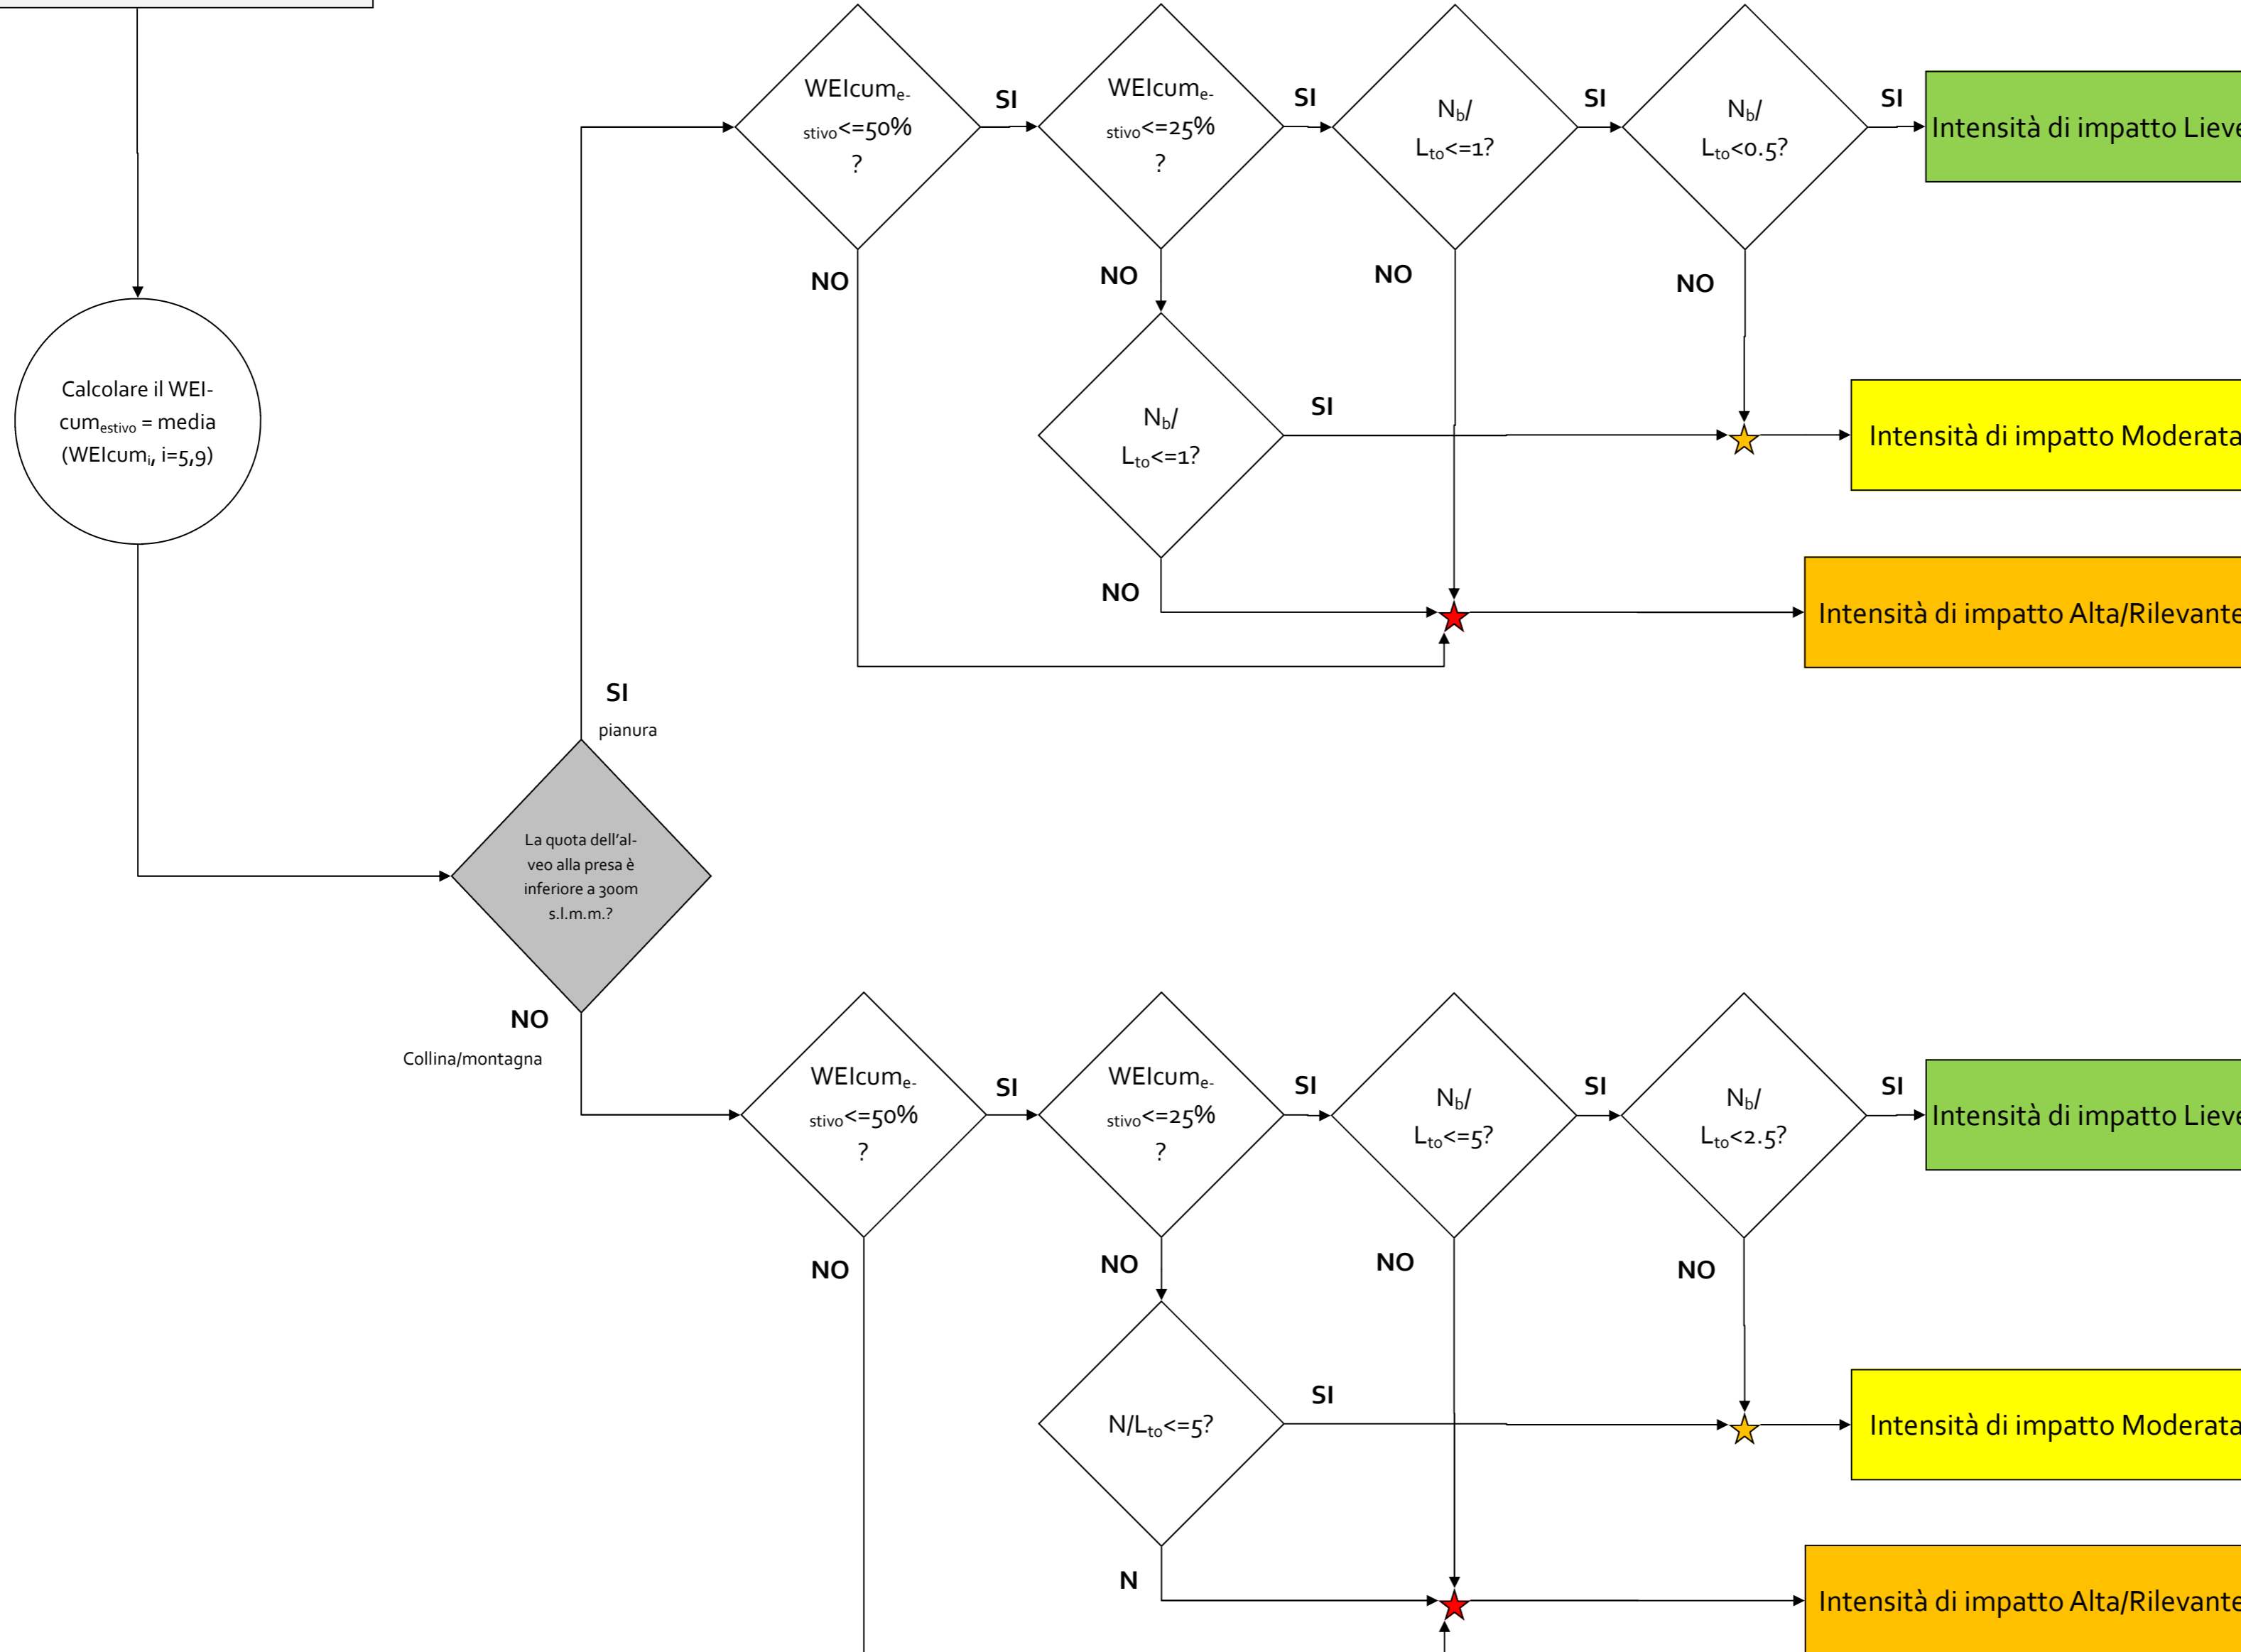 WEIcume-
stivo<=50%
?
SI
WEIcume-
stivo<=25%
?
SI
Nb/
Lto<=1?
SI
Nb/
Lto<0.5?
SI
Intensità di impatto Lieve
NO
NO
NO
NO
Calcolare il WEI-
cumestivo = media
(WEIcumi, i=5,9)
Nb/
Lto<=1?
SI
Intensità di impatto Moderata
NO
Intensità di impatto Alta/Rilevante
SI
pianura
La quota dell’al-
veo alla presa è
inferiore a 300m
s.l.m.m.?
NO
Collina/montagna
WEIcume-
stivo<=50%
?
SI
WEIcume-
stivo<=25%
?
SI
Nb/
Lto<=5?
SI
Nb/
Lto<2.5?
SI
Intensità di impatto Lieve
NO
NO
NO
NO
N/Lto<=5?
SI
Intensità di impatto Moderata
N
Intensità di impatto Alta/Rilevante